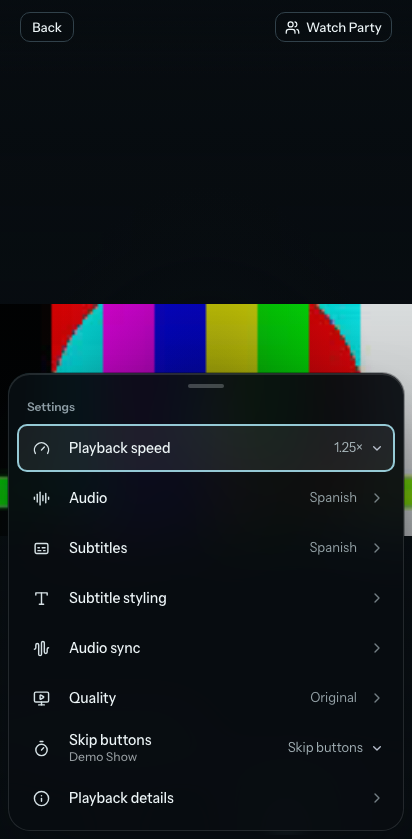 Back
Watch Party
Settings
Playback speed 1.25×
Audio Spanish
Subtitles Spanish
Subtitle styling
Audio sync
Quality Original
Skip buttons Skip buttons
Demo Show
Playback details